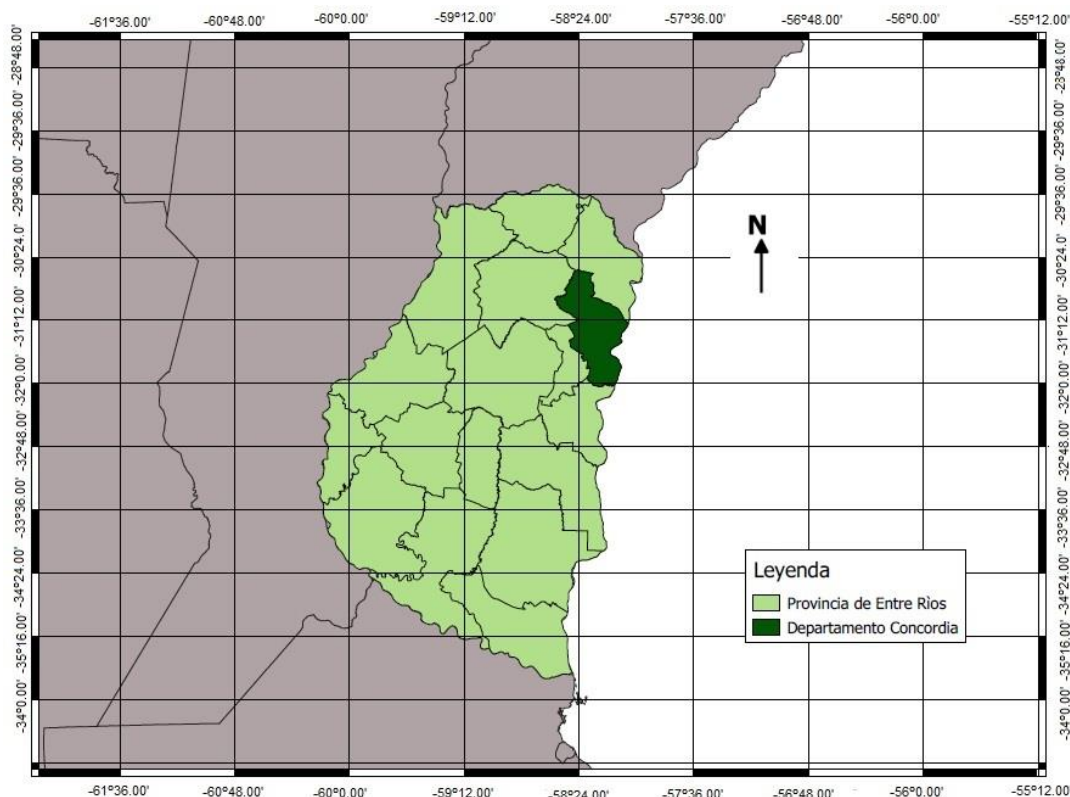 -61°36.00' -60°48.00' -60°0.00' -59°12.00' -58°24.00' -57°36.00' -56°48.00' -56°0.00' -55°12.00'
-28°48.00' -28°48.00'
-29°36.00' -29°36.00'
-29°36.00' -29°36.00'
N
-30°24.0' -30°24.0'
-31°12.00' -31°12.00'
-32°0.00' -32°0.00'
-32°48.00' -32°48.00'
-33°36.00' -33°36.00'
Leyenda
-34°24.00' -34°24.00'
Provincia de Entre Rìos
Departamento Concordia
-35°16.00' -35°16.00'
-34°0.00' -34°0.00'
-61°36.00' -60°48.00' -60°0.00' -59°12.00' -58°24.00' -57°36.00' -56°48.00' -56°0.00' -55°12.00'